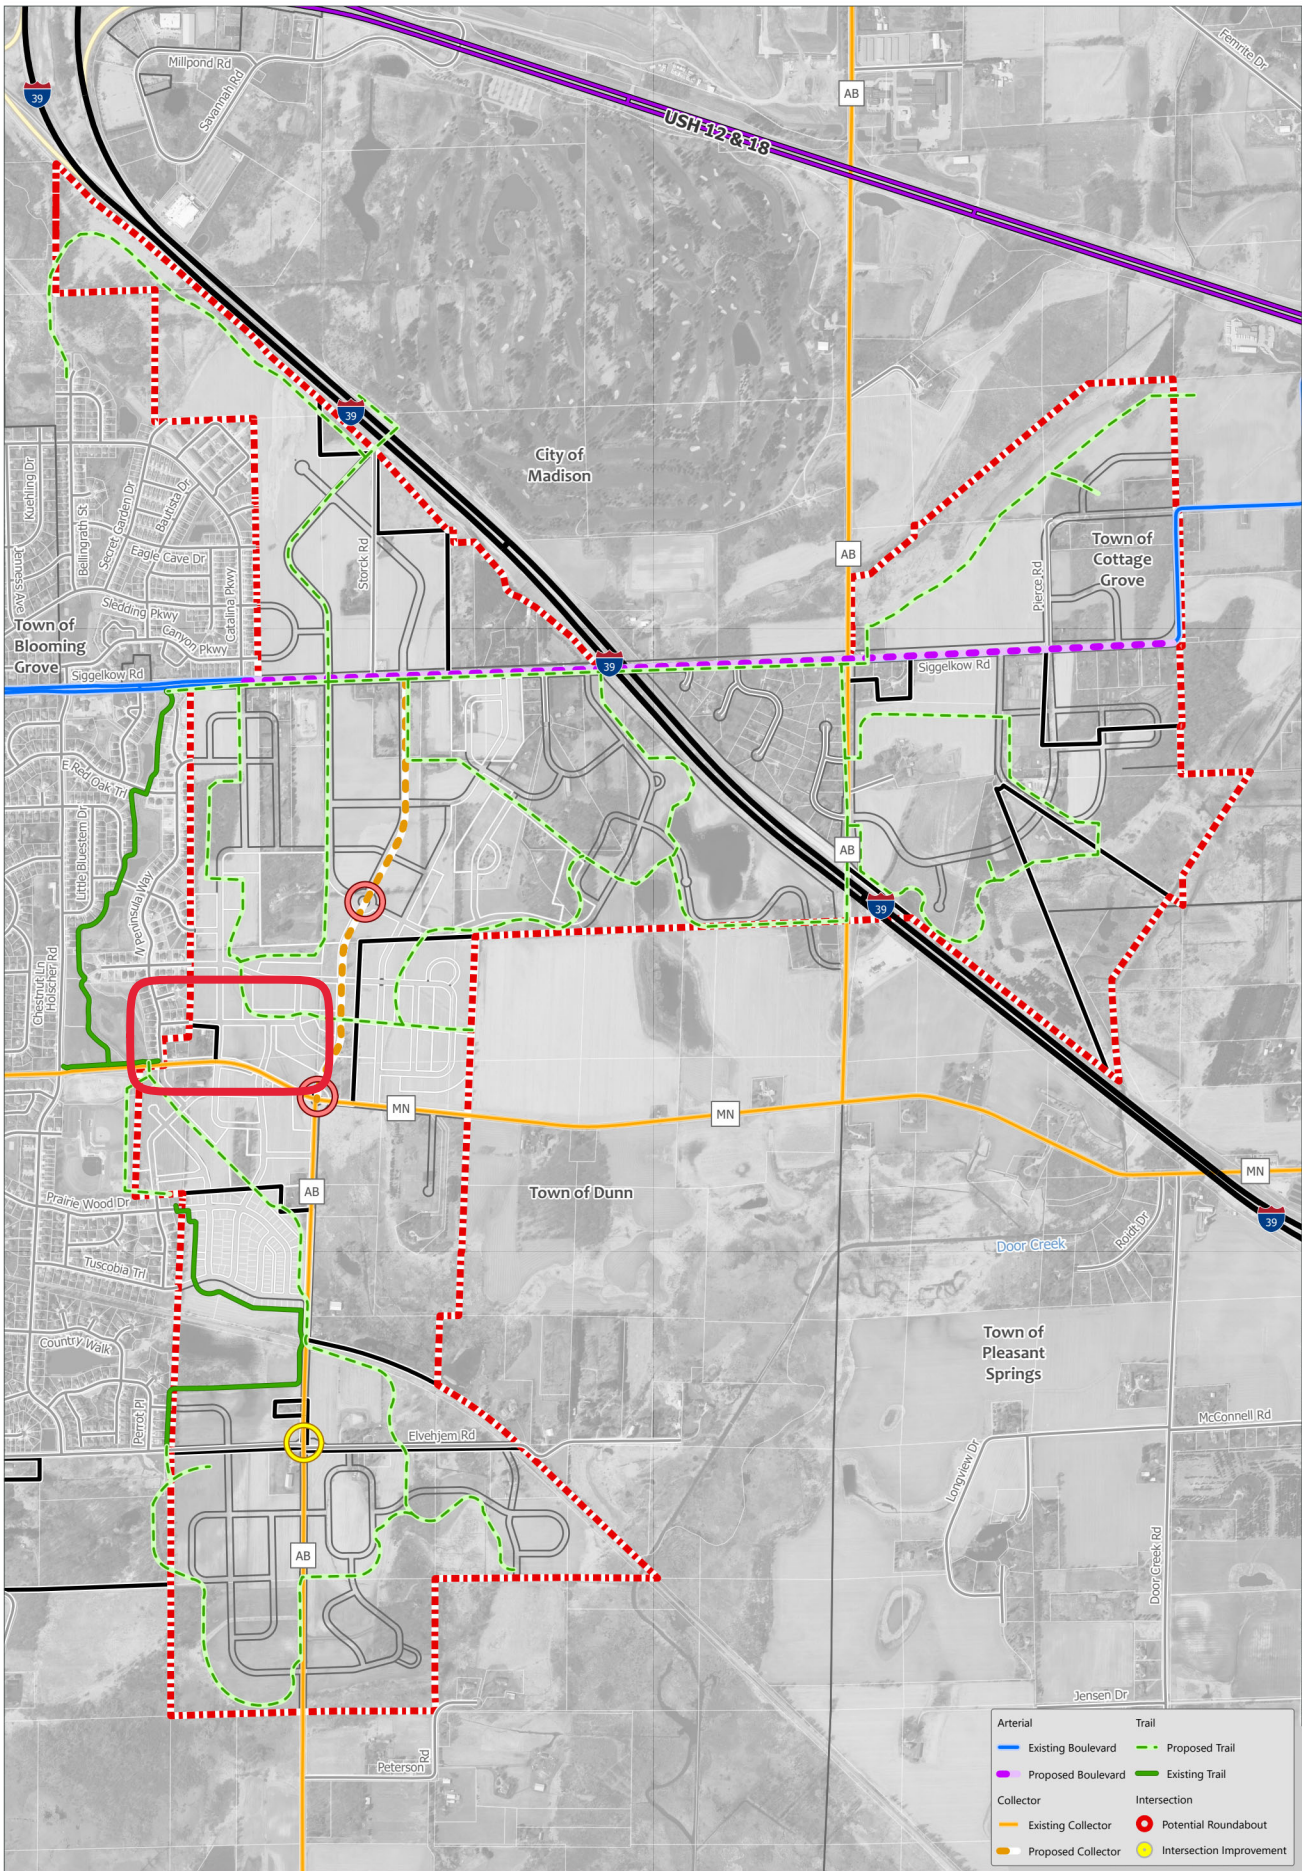 Millpond Rd
Savannah Rd
39
AB
Femrite Dr
USH 12 & 18
39
City of
Madison
Kuehling Dr
Bellingrath St
Secret Garden Dr
Battista Dr
Eagle Cave Dr
Jenness Ave
Sledding Pkwy
Canyon Pkwy
Catalina Pkwy
Storck Rd
AB
Pierce Rd
Town of
Cottage
Grove
Town of
Blooming
Grove
Siggelkow Rd
39
Siggelkow Rd
E Red Oak Trl
Little Bluestem Dr
N Peninsula Way
AB
39
Chestnut Ln
Holscher Rd
MN
MN
MN
39
AB
Prairie Wood Dr
Town of Dunn
Door Creek
Roldt Dr
Tuscobia Trl
Country Walk
Town of
Pleasant
Springs
Perrot Pl
Elvehjem Rd
McConnell Rd
Longview Dr
Door Creek Rd
AB
Jensen Dr
Peterson Rd
Arterial
Existing Boulevard
Proposed Boulevard
Collector
Existing Collector
Proposed Collector
Trail
Proposed Trail
Existing Trail
Intersection
Potential Roundabout
Intersection Improvement